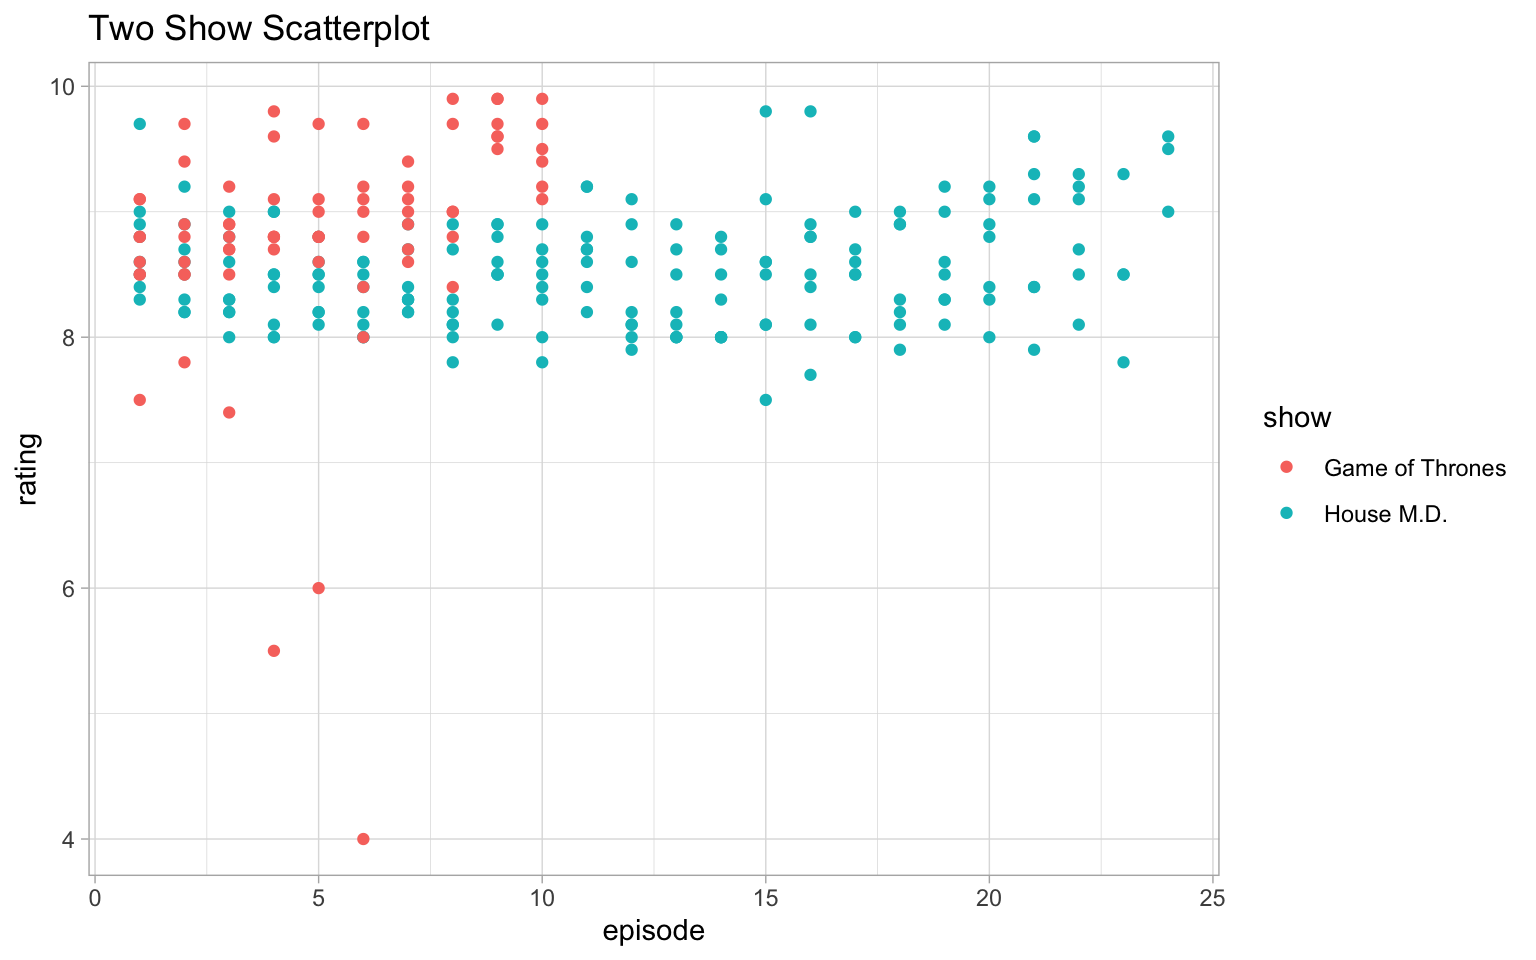 Two Show Scatterplot
10
8
6
4
rating
0 5 10 15 20 25
episode
show
Game of Thrones
House M.D.